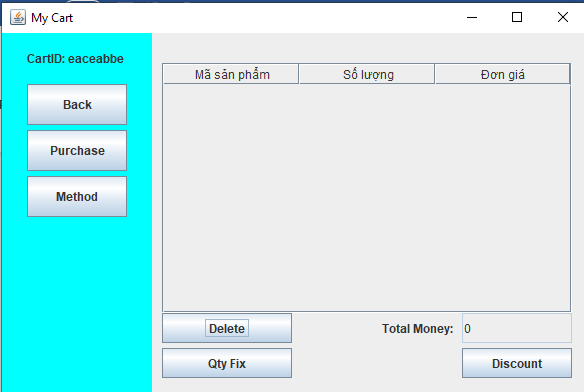 My Cart
CartID: eaceabbe
Back
Purchase
Method
Mã sản phẩm Số lượng Đơn giá
Delete Total Money: 0
Qty Fix Discount